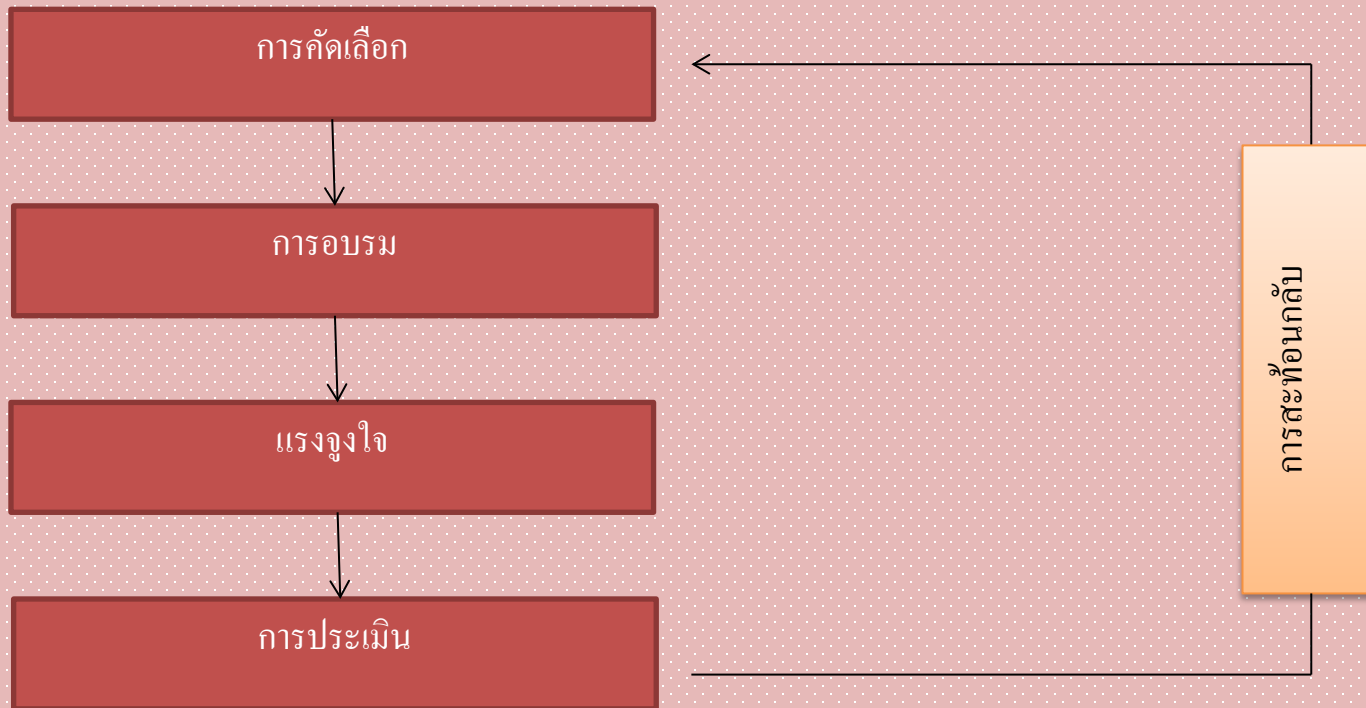 การคัดเลือก
การอบรม
แรงจูงใจ
การประเมิน
การสะท้อนกลับ